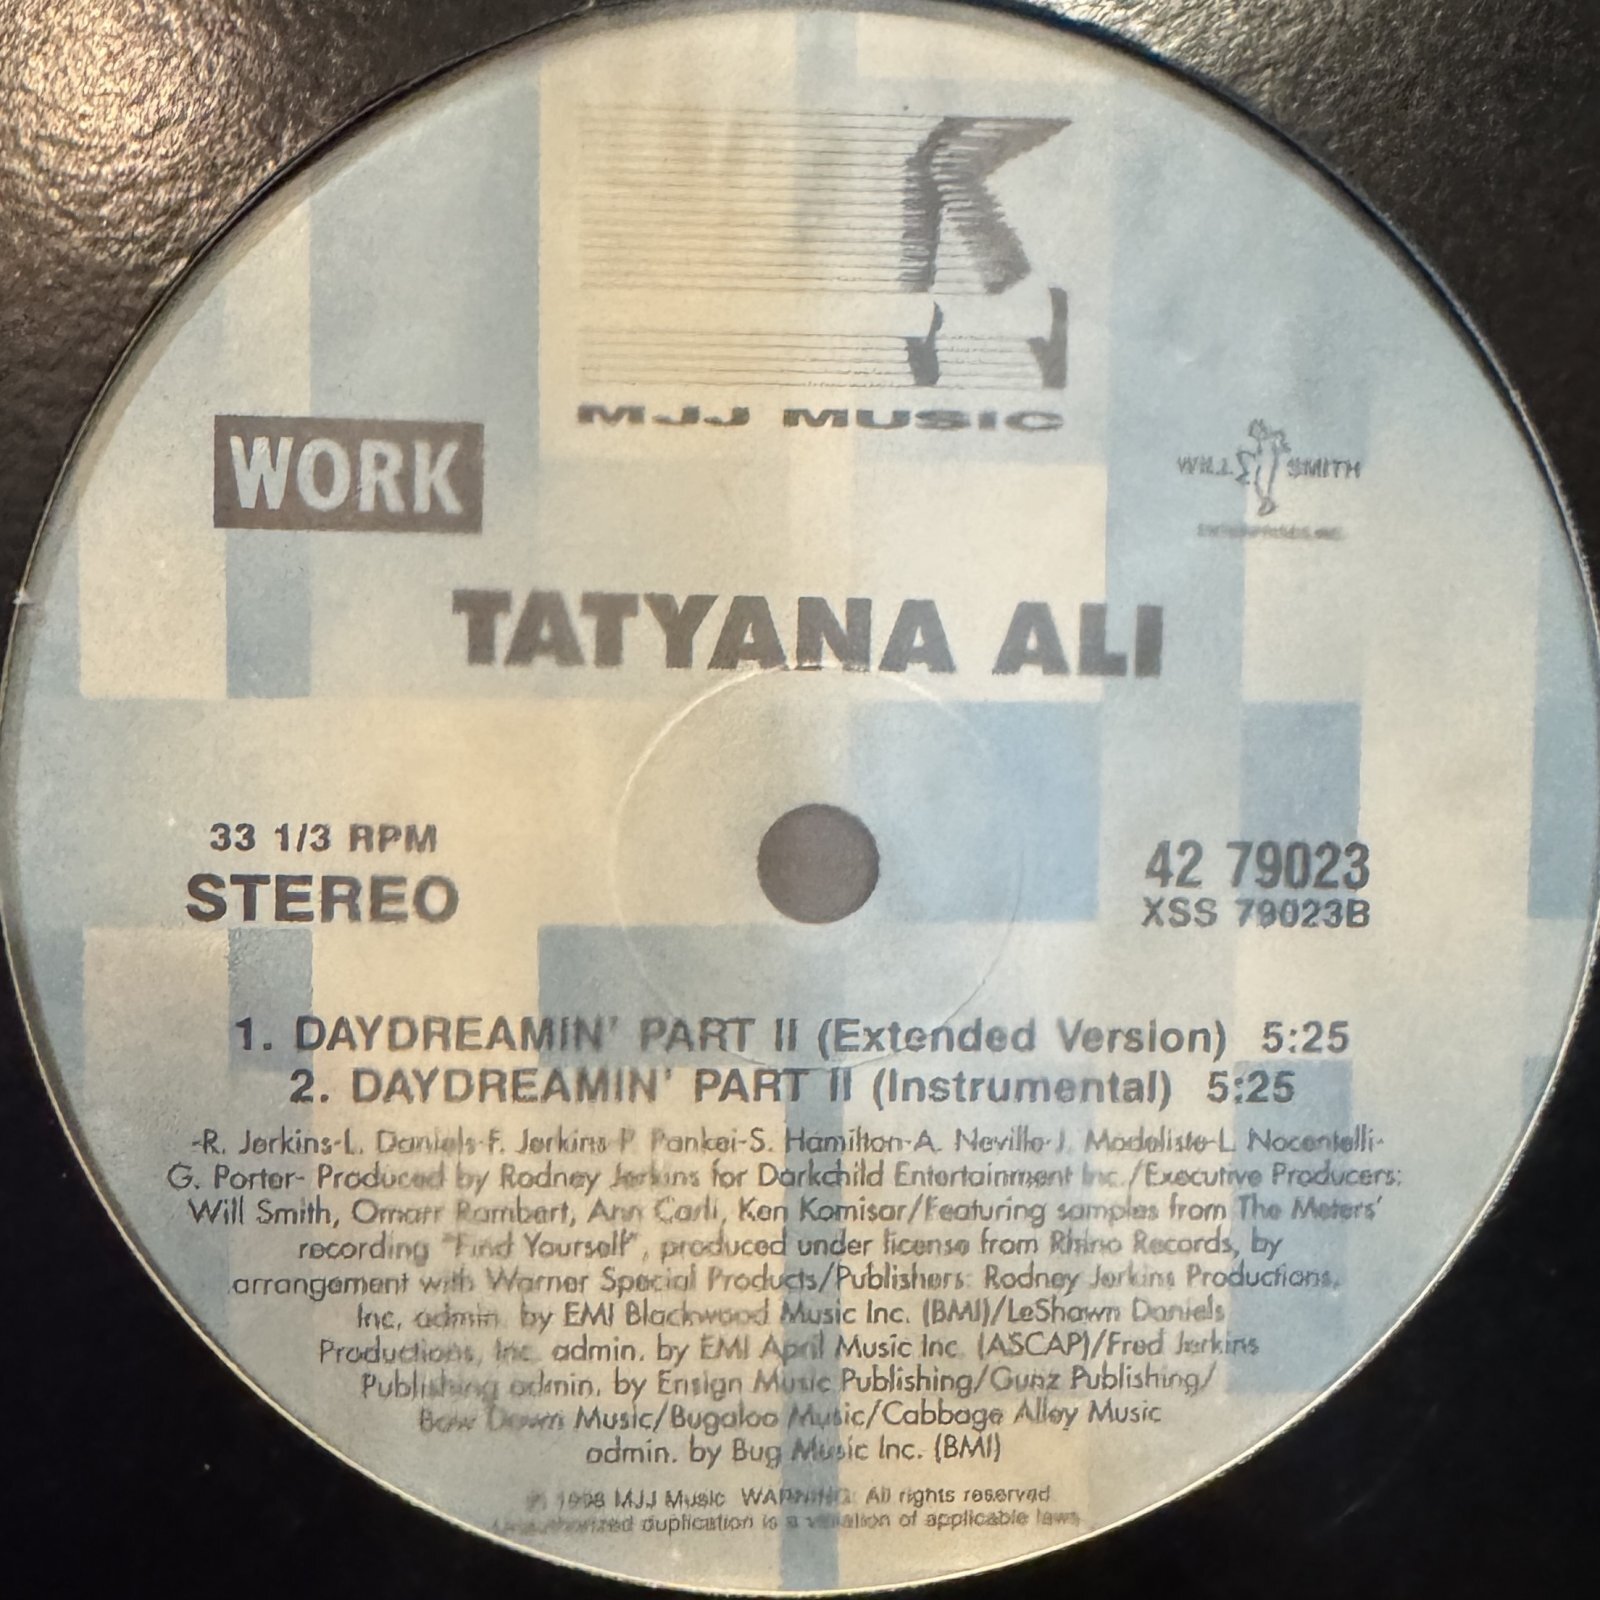 MJJ MUSIC
WORK
WILL SMITH
ENTERPRISES INC.
TATYANA ALI
33 1/3 RPM
STEREO
42 79023
XSS 79023B
1. DAYDREAMIN' PART II (Extended Version) 5:25
2. DAYDREAMIN' PART II (Instrumental) 5:25
-R. Jerkins-L. Daniels-F. Jerkins-P. Pankei-S. Hamilton-A. Neville-J. Modeliste-L. Nocentelli-
G. Porter- Produced by Rodney Jerkins for Darkchild Entertainment Inc./Executive Producers:
Will Smith, Omarr Rambert, Ann Carli, Ken Komisar/Featuring samples from The Meters'
recording "Find Yourself", produced under license from Rhino Records, by
arrangement with Warner Special Products/Publishers: Rodney Jerkins Productions,
Inc. admin. by EMI Blackwood Music Inc. (BMI)/LeShawn Daniels
Productions, Inc. admin. by EMI April Music Inc. (ASCAP)/Fred Jerkins
Publishing admin. by Ensign Music Publishing/Gunz Publishing/
Bow Down Music/Bugaloo Music/Cabbage Alley Music
admin. by Bug Music Inc. (BMI)
℗ 1998 MJJ Music WARNING: All rights reserved
Unauthorized duplication is a violation of applicable laws